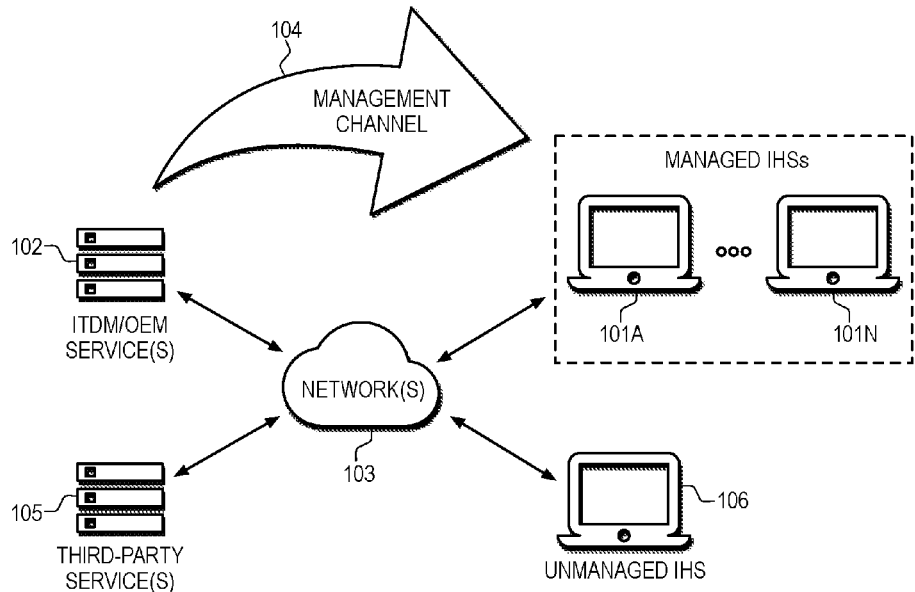 104
MANAGEMENT
CHANNEL
MANAGED IHSs
101A
101N
102
ITDM/OEM
SERVICE(S)
NETWORK(S)
103
105
THIRD-PARTY
SERVICE(S)
106
UNMANAGED IHS